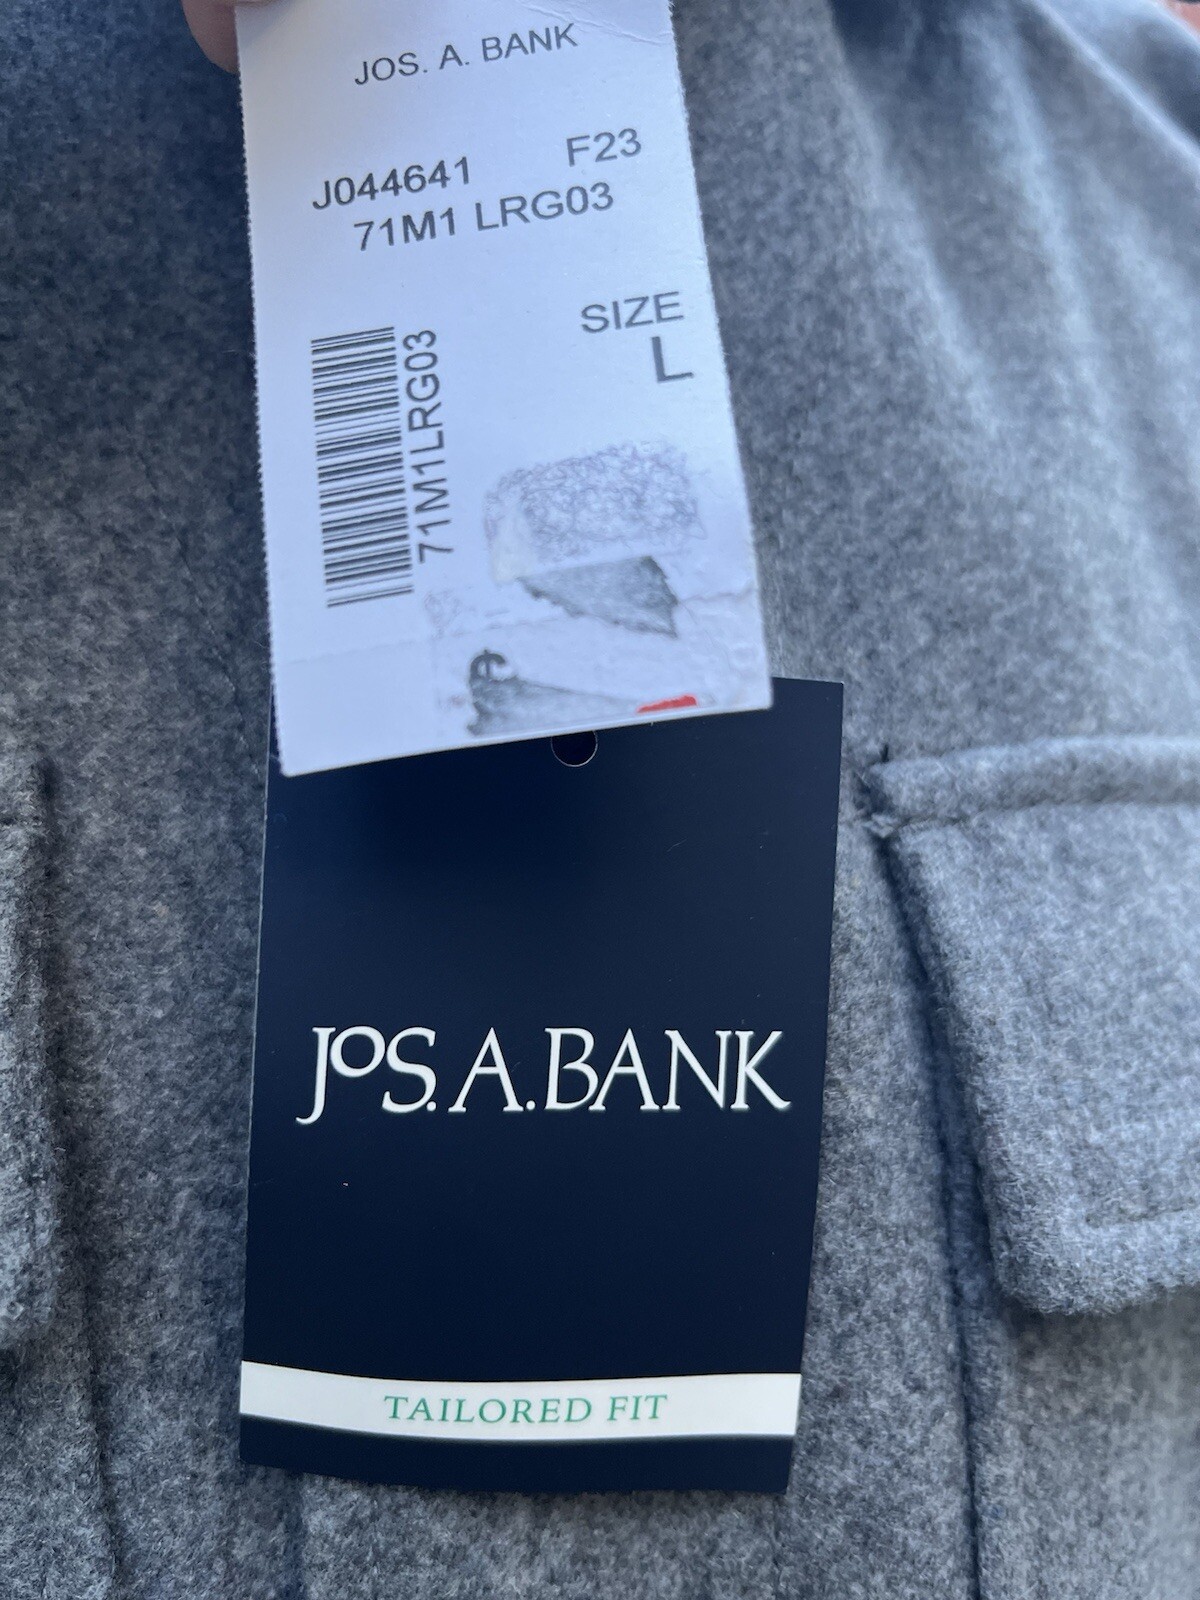 JOS. A. BANK
J044641 F23
71M1 LRG03
SIZE
L
71M1LRG03
JOS. A. BANK
TAILORED FIT